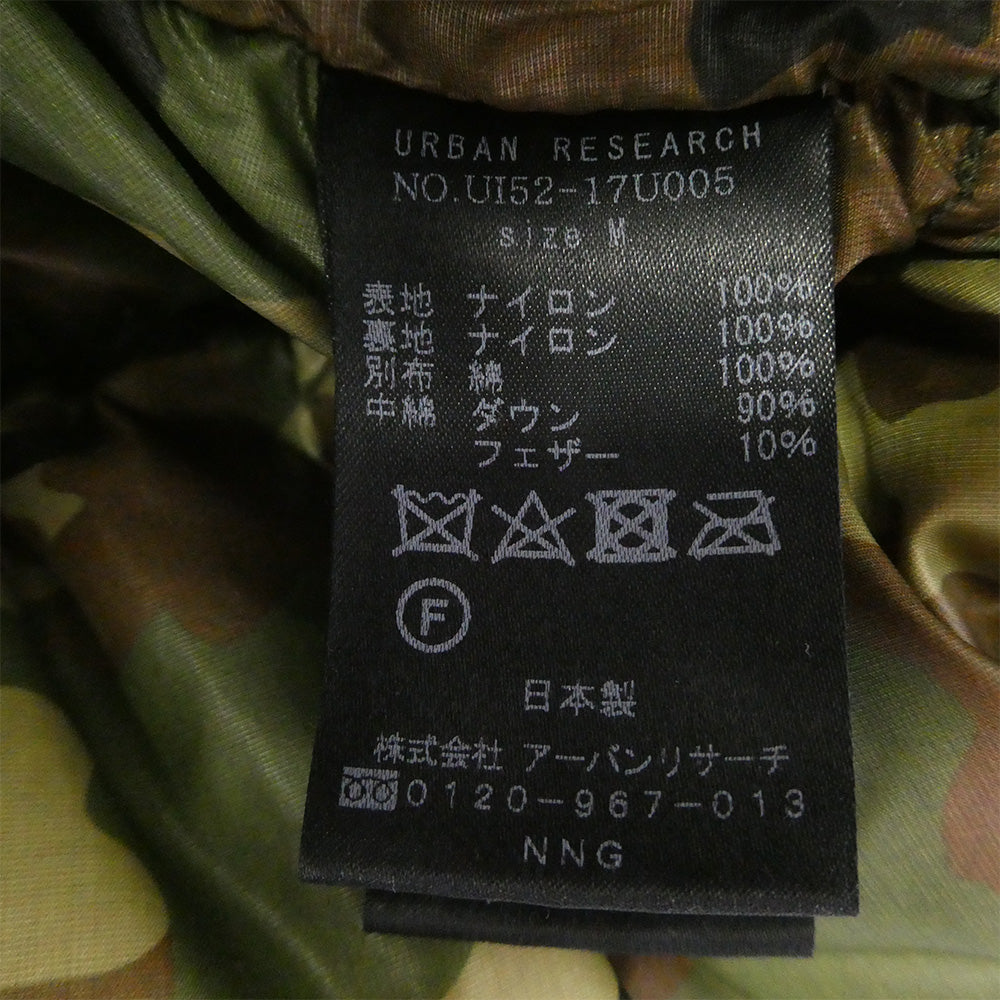 URBAN RESEARCH
NO.UI52-17U005
size M
表地 ナイロン 100%
裏地 ナイロン 100%
別布 綿 100%
中綿 ダウン 90%
フェザー 10%
F
日本製
株式会社 アーバンリサーチ
0120-967-013
NNG